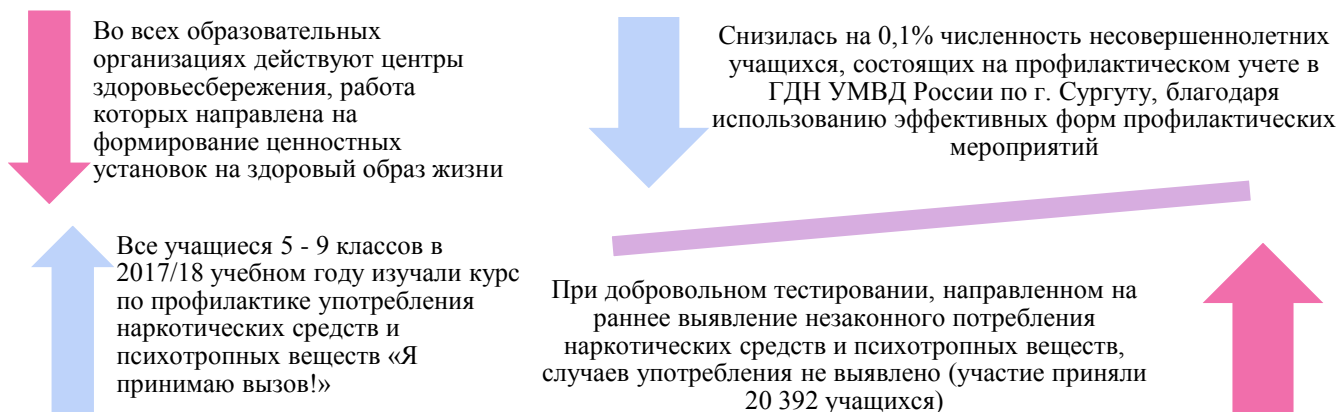 Во всех образовательных
организациях действуют центры
здоровьесбережения, работа
которых направлена на
формирование ценностных
установок на здоровый образ жизни
Снизилась на 0,1% численность несовершеннолетних
учащихся, состоящих на профилактическом учете в
ГДН УМВД России по г. Сургуту, благодаря
использованию эффективных форм профилактических
мероприятий
Все учащиеся 5 - 9 классов в
2017/18 учебном году изучали курс
по профилактике употребления
наркотических средств и
психотропных веществ «Я
принимаю вызов!»
При добровольном тестировании, направленном на
раннее выявление незаконного потребления
наркотических средств и психотропных веществ,
случаев употребления не выявлено (участие приняли
20 392 учащихся)